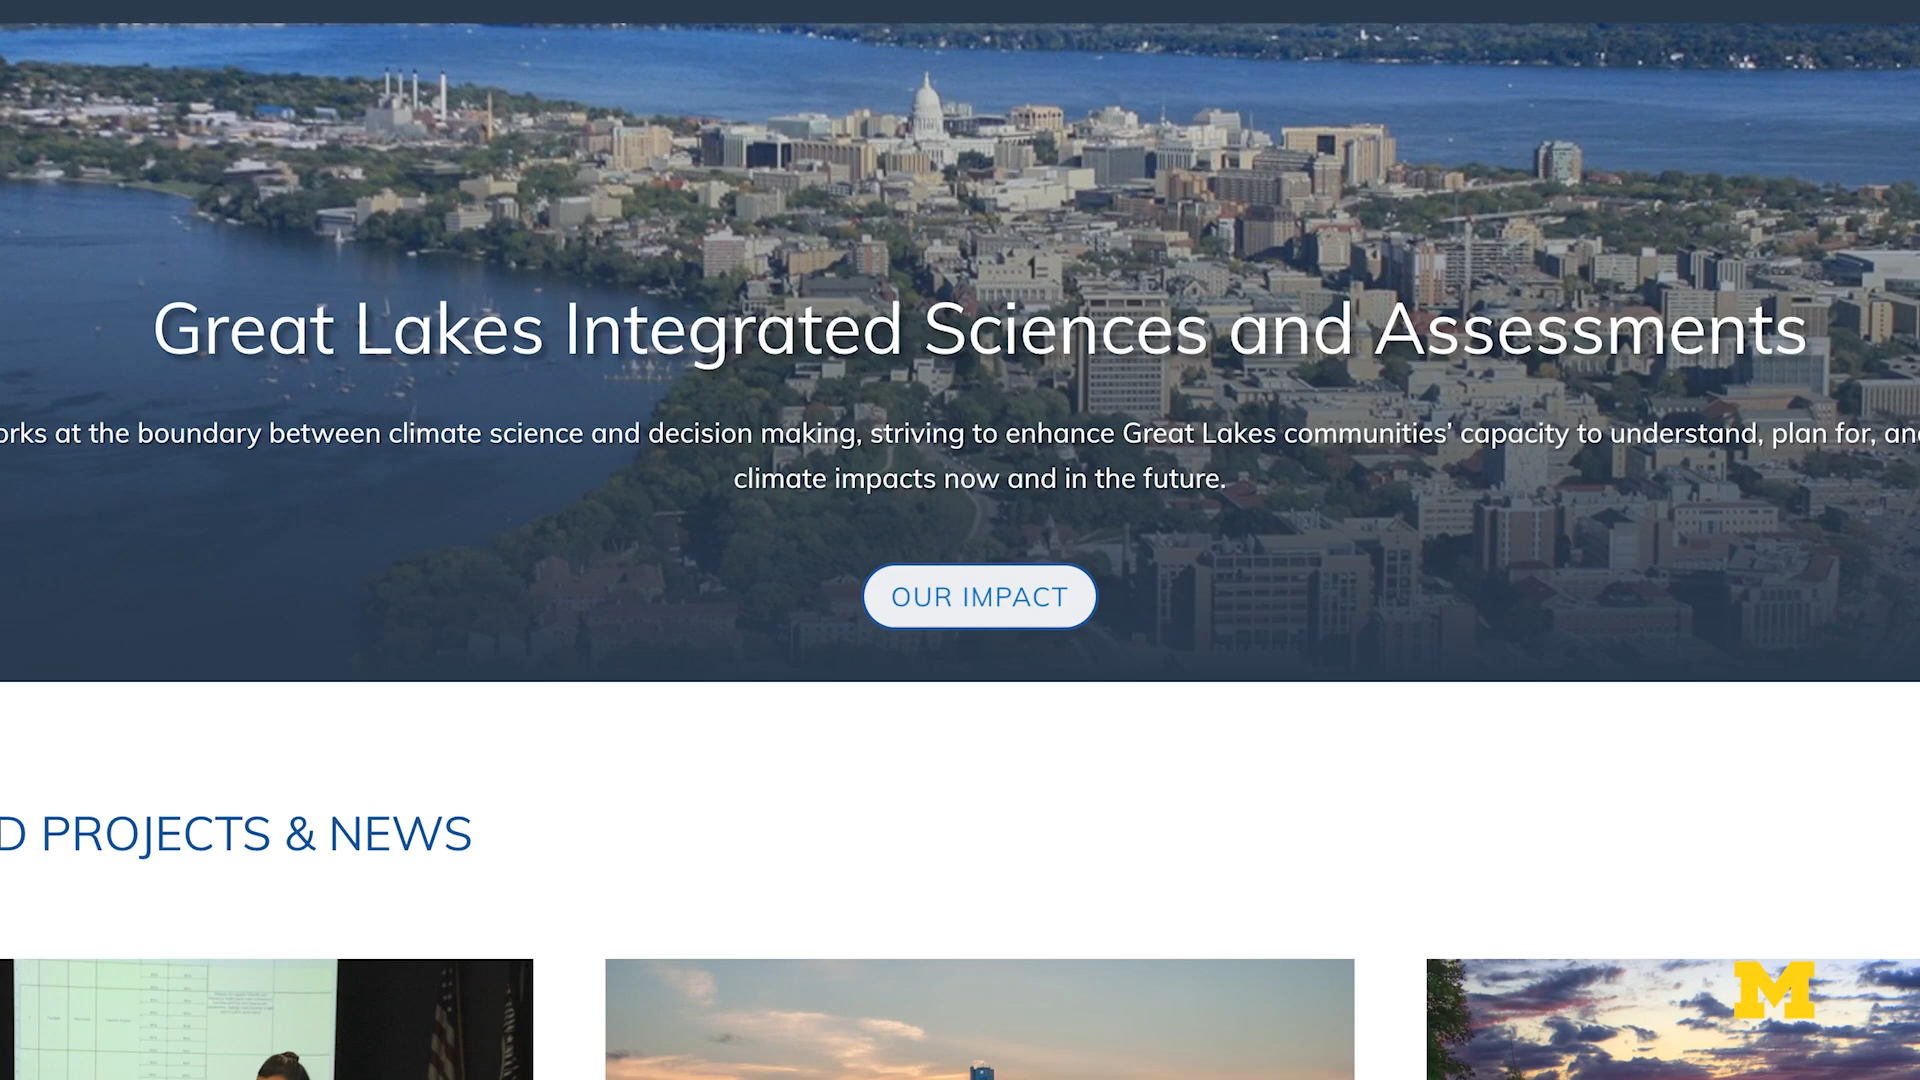 Great Lakes Integrated Sciences and Assessments
orks at the boundary between climate science and decision making, striving to enhance Great Lakes communities’ capacity to understand, plan for, an
climate impacts now and in the future.
OUR IMPACT
D PROJECTS & NEWS
M